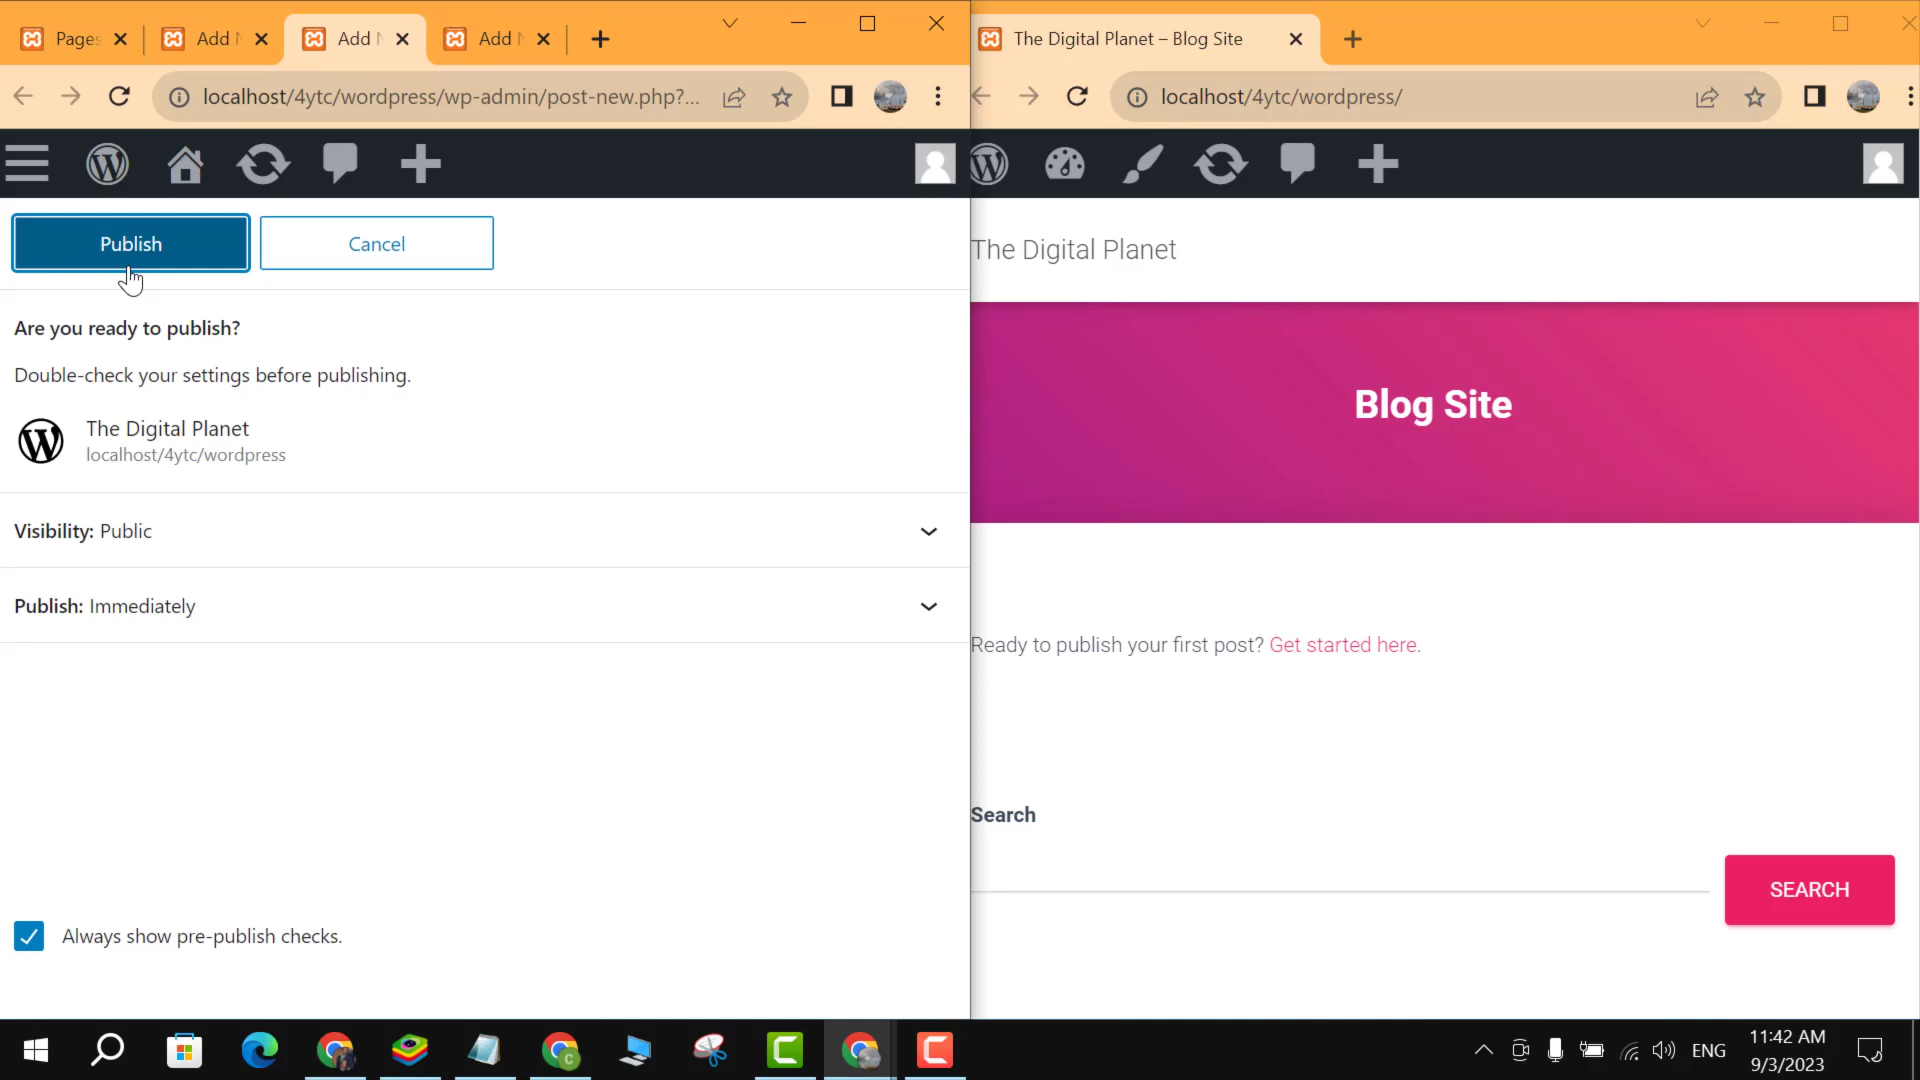 Pages
Add N
Add N
Add N
localhost/4ytc/wordpress/wp-admin/post-new.php?...
Publish
Cancel
Are you ready to publish?
Double-check your settings before publishing.
The Digital Planet
localhost/4ytc/wordpress
Visibility: Public
Publish: Immediately
Always show pre-publish checks.
The Digital Planet – Blog Site
localhost/4ytc/wordpress/
The Digital Planet
Blog Site
Ready to publish your first post? Get started here.
Search
SEARCH
ENG
11:42 AM
9/3/2023